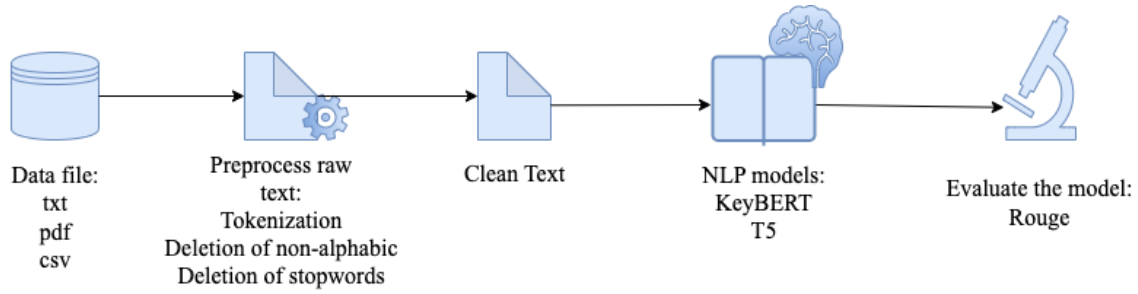 Data file:
txt
pdf
csv
Preprocess raw
text:
Tokenization
Deletion of non-alphabic
Deletion of stopwords
Clean Text
NLP models:
KeyBERT
T5
Evaluate the model:
Rouge